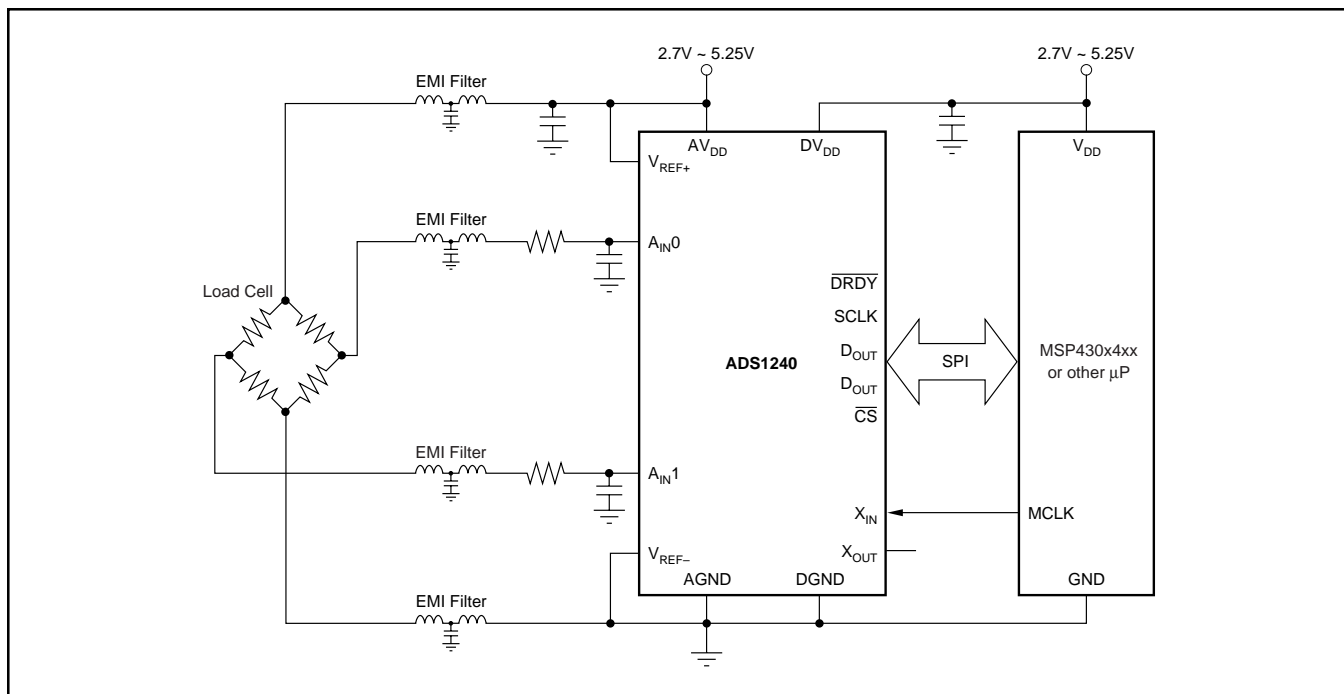 2.7V ~ 5.25V
2.7V ~ 5.25V
EMI Filter
AVDD
DVDD
VDD
VREF+
EMI Filter
AIN0
DRDY
Load Cell
SCLK
DOUT
ADS1240
SPI
MSP430x4xx
or other μP
DOUT
CS
EMI Filter
AIN1
XIN
MCLK
XOUT
VREF–
AGND
DGND
GND
EMI Filter